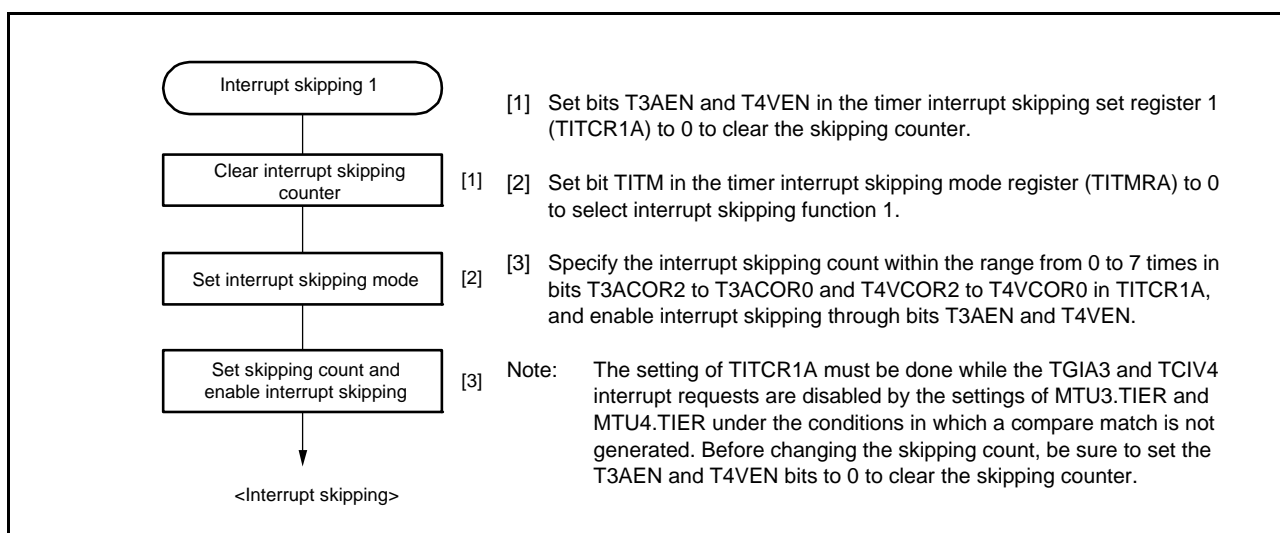 Interrupt skipping 1
Clear interrupt skipping
counter
[1]
Set interrupt skipping mode
[2]
Set skipping count and
enable interrupt skipping
[3]
<Interrupt skipping>
[1] Set bits T3AEN and T4VEN in the timer interrupt skipping set register 1
(TITCR1A) to 0 to clear the skipping counter.
[2] Set bit TITM in the timer interrupt skipping mode register (TITMRA) to 0
to select interrupt skipping function 1.
[3] Specify the interrupt skipping count within the range from 0 to 7 times in
bits T3ACOR2 to T3ACOR0 and T4VCOR2 to T4VCOR0 in TITCR1A,
and enable interrupt skipping through bits T3AEN and T4VEN.
Note: The setting of TITCR1A must be done while the TGIA3 and TCIV4
interrupt requests are disabled by the settings of MTU3.TIER and
MTU4.TIER under the conditions in which a compare match is not
generated. Before changing the skipping count, be sure to set the
T3AEN and T4VEN bits to 0 to clear the skipping counter.